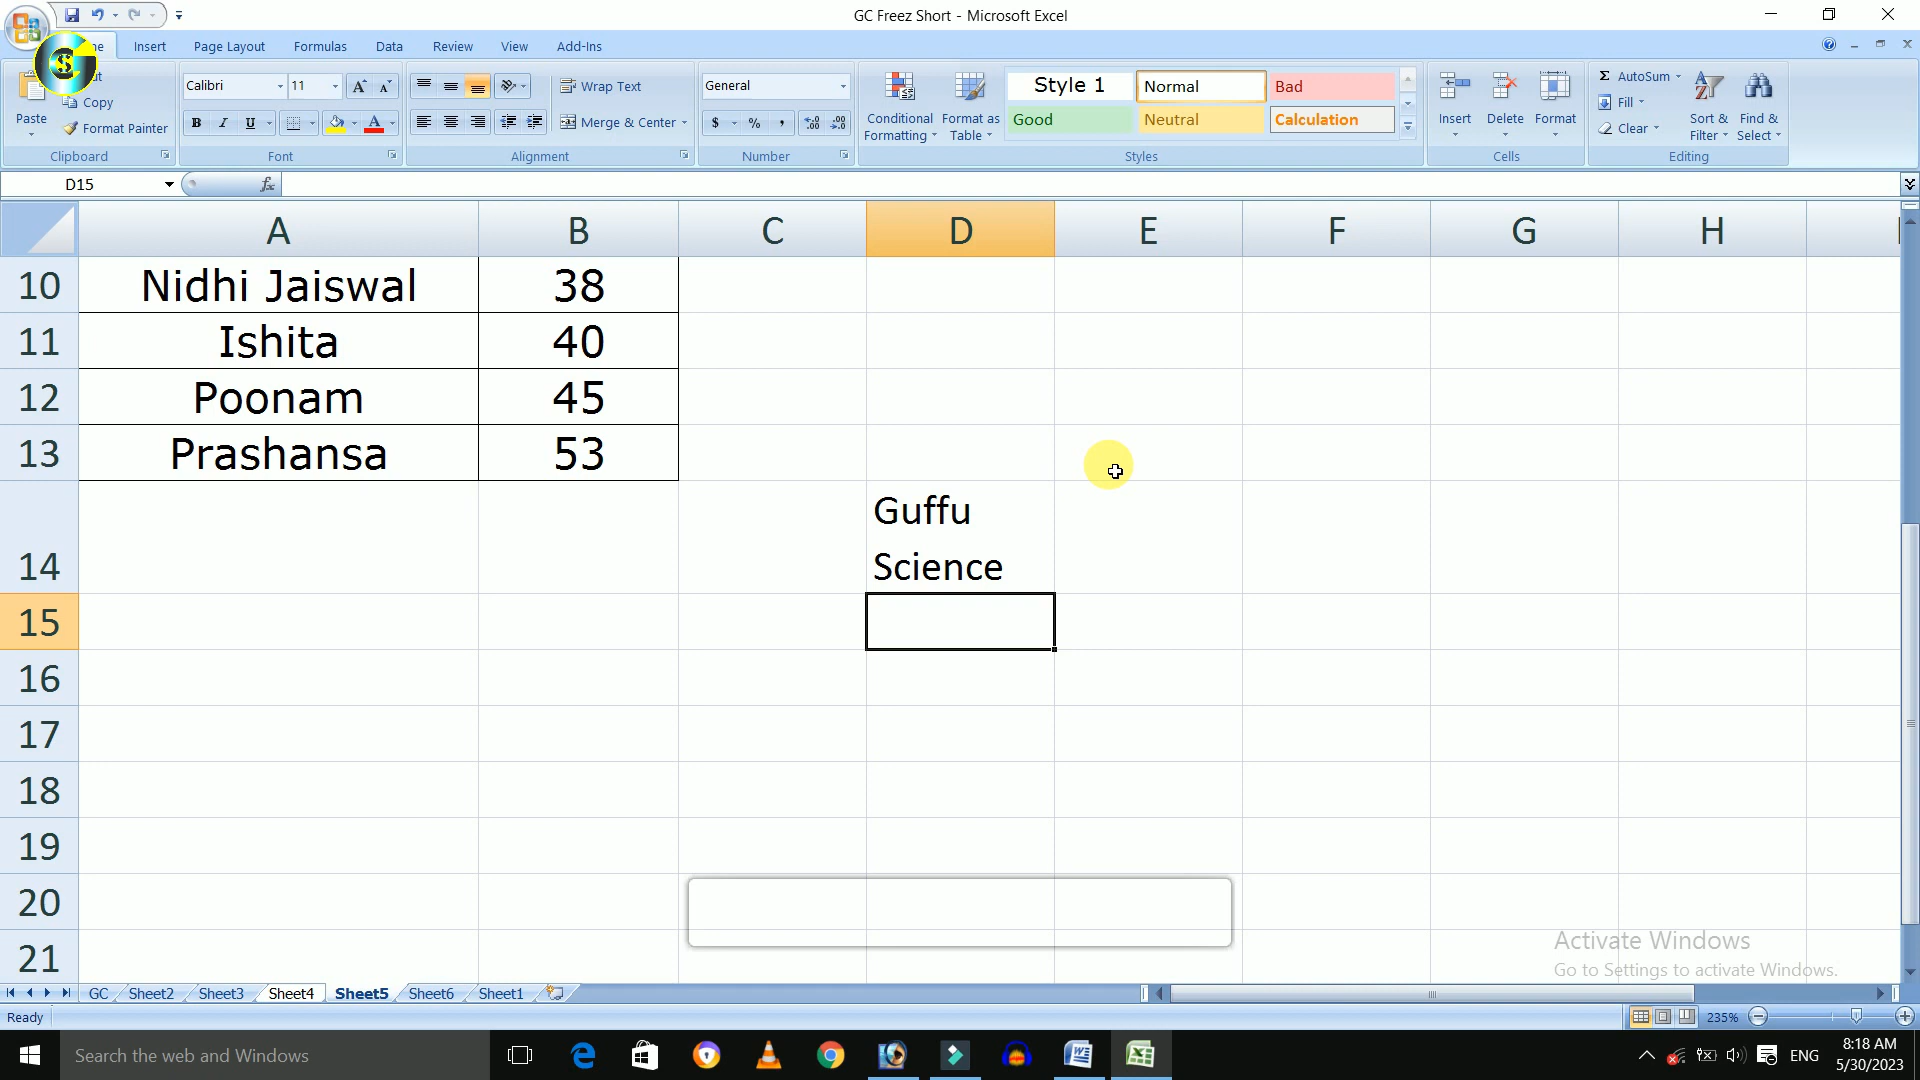 GC Freez Short - Microsoft Excel
Insert Page Layout Formulas Data Review View Add-Ins
Paste
Copy
Format Painter
Clipboard
Calibri 11
B I U
Font
Wrap Text
Merge & Center
Alignment
General
$ % ,
Number
Conditional Formatting
Format as Table
Style 1 Normal Bad
Good Neutral Calculation
Styles
Insert Delete Format
Cells
Σ AutoSum
Fill
Clear
Sort & Filter
Find & Select
Editing
D15 fx
A B C D E F G H
10 Nidhi Jaiswal 38
11 Ishita 40
12 Poonam 45
13 Prashansa 53
14 Guffu
Science
15
16
17
18
19
20
21
Activate Windows
Go to Settings to activate Windows.
GC Sheet2 Sheet3 Sheet4 Sheet5 Sheet6 Sheet1
Ready 235%
Search the web and Windows
ENG
8:18 AM
5/30/2023